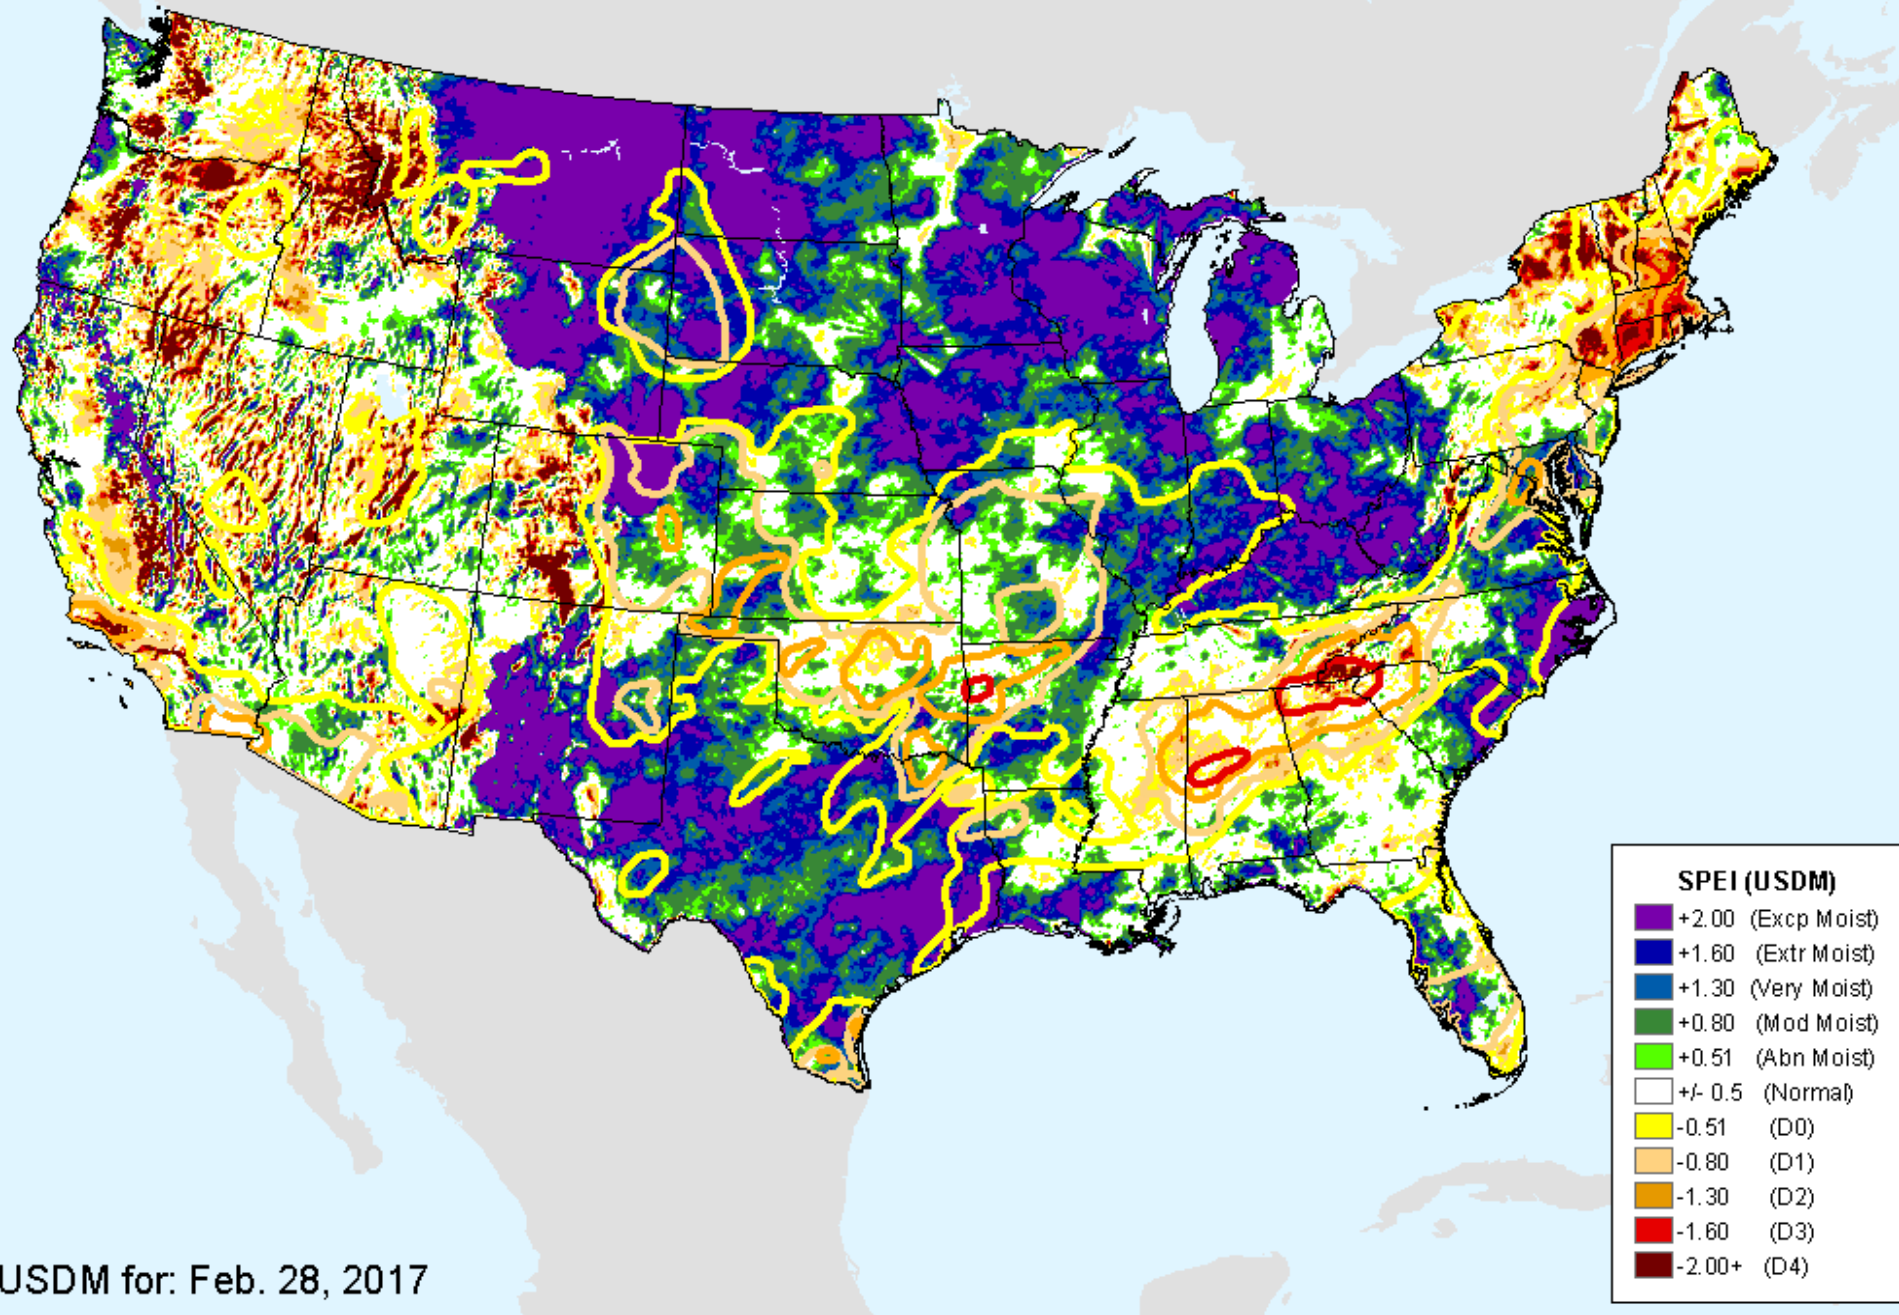 SPEI (USDM)
+2.00 (Excp Moist)
+1.60 (Extr Moist)
+1.30 (Very Moist)
+0.80 (Mod Moist)
+0.51 (Abn Moist)
+/- 0.5 (Normal)
-0.51 (D0)
-0.80 (D1)
-1.30 (D2)
-1.60 (D3)
-2.00+ (D4)
USDM for: Feb. 28, 2017